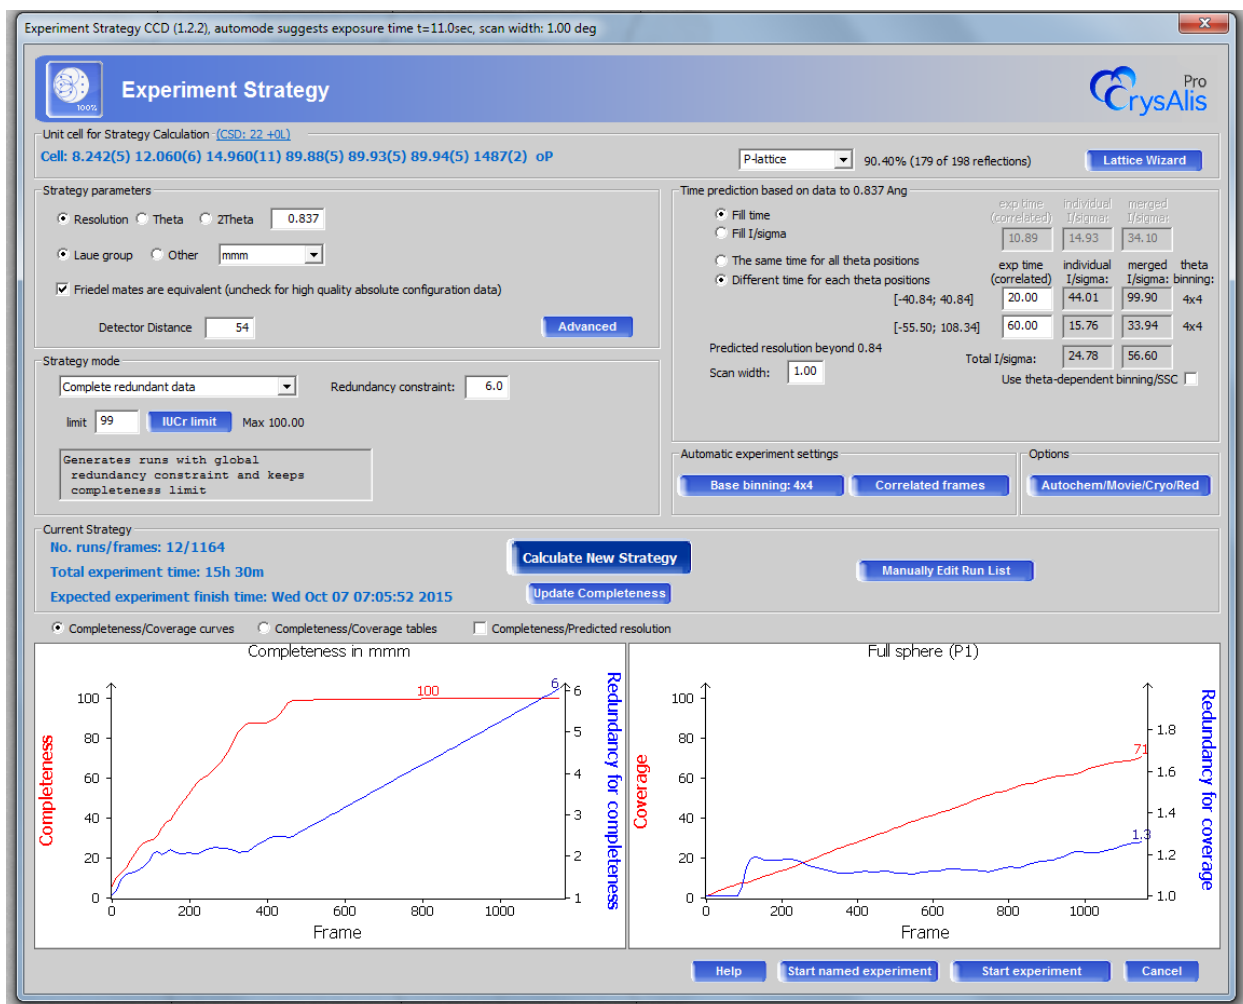 Experiment Strategy CCD (1.2.2), automode suggests exposure time t=11.0sec, scan width: 1.00 deg
x
100%
Experiment Strategy
CrysAlis Pro
Unit cell for Strategy Calculation (CSD: 22 +0L)
Cell: 8.242(5) 12.060(6) 14.960(11) 89.88(5) 89.93(5) 89.94(5) 1487(2) oP
P-lattice
90.40% (179 of 198 reflections)
Lattice Wizard
Strategy parameters
Resolution Theta 2Theta 0.837
Laue group Other mmm
Friedel mates are equivalent (uncheck for high quality absolute configuration data)
Detector Distance 54
Advanced
Strategy mode
Complete redundant data
Redundancy constraint: 6.0
limit 99 IUCr limit Max 100.00
Generates runs with global
redundancy constraint and keeps
completeness limit
Time prediction based on data to 0.837 Ang
exp time (correlated) individual I/sigma: merged I/sigma:
Fill time
Fill I/sigma
10.89 14.93 34.10
The same time for all theta positions
Different time for each theta positions
exp time (correlated) individual I/sigma: merged I/sigma: theta binning:
[-40.84; 40.84] 20.00 44.01 99.90 4x4
[-55.50; 108.34] 60.00 15.76 33.94 4x4
Predicted resolution beyond 0.84
Total I/sigma: 24.78 56.60
Scan width: 1.00
Use theta-dependent binning/SSC
Automatic experiment settings
Base binning: 4x4 Correlated frames
Options
Autochem/Movie/Cryo/Red
Current Strategy
No. runs/frames: 12/1164
Total experiment time: 15h 30m
Expected experiment finish time: Wed Oct 07 07:05:52 2015
Calculate New Strategy
Update Completeness
Manually Edit Run List
Completeness/Coverage curves Completeness/Coverage tables Completeness/Predicted resolution
Completeness in mmm
Completeness
100
80
60
40
20
0
100
6
6
5
4
3
2
1
Redundancy for completeness
0 200 400 600 800 1000
Frame
Full sphere (P1)
Coverage
100
80
60
40
20
0
71
1.3
1.8
1.6
1.4
1.2
1.0
Redundancy for coverage
0 200 400 600 800 1000
Frame
Help Start named experiment Start experiment Cancel